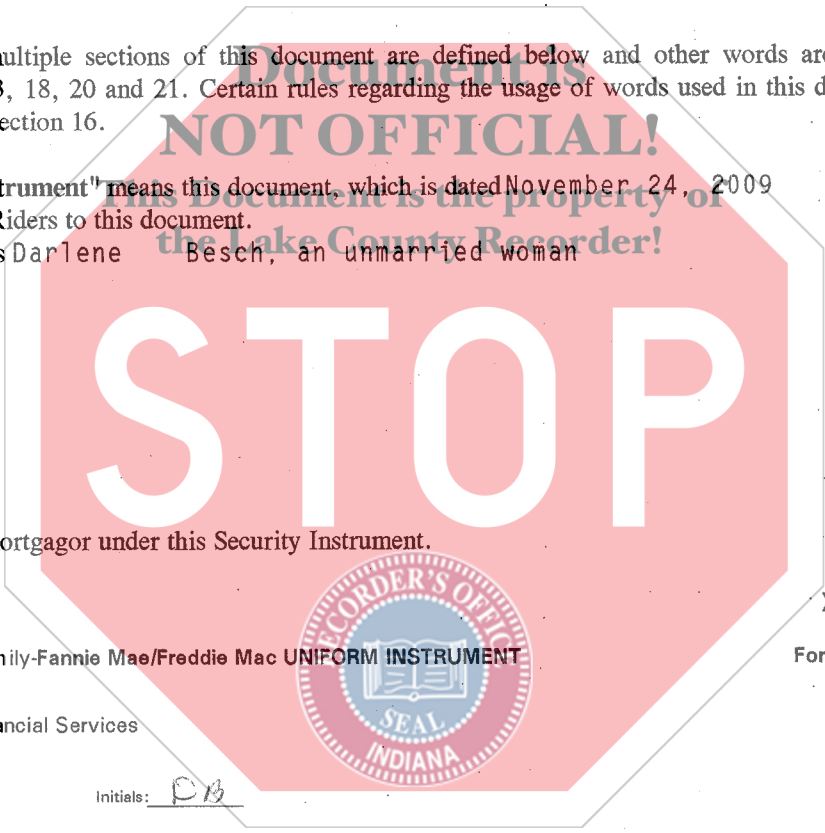 multiple sections of this document are defined below and other words are
3, 18, 20 and 21. Certain rules regarding the usage of words used in this d
ection 16.
Document is
NOT OFFICIAL!
This Document is the property of
the Lake County Recorder!
trument" means this document, which is dated November 24, 2009
Riders to this document.
s Darlene Besch, an unmarried woman
STOP
ortgagor under this Security Instrument.
RECORDER'S OFFICE
SEAL
INDIANA
ily-Fannie Mae/Freddie Mac UNIFORM INSTRUMENT
For
ancial Services
Initials: DB